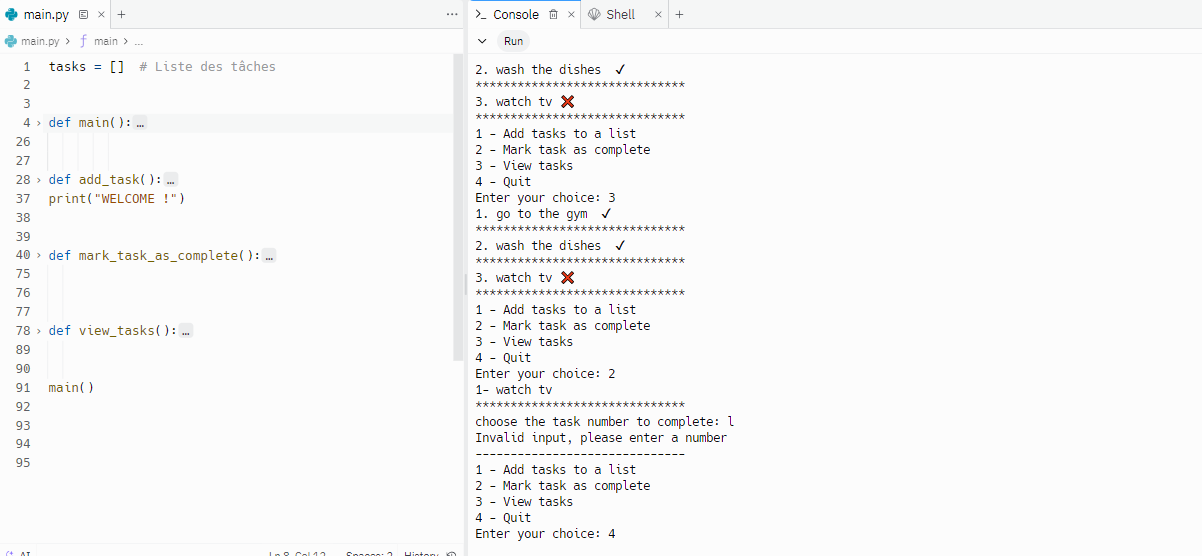 main.py
main.py > main > ...
1 tasks = [] # Liste des tâches
2
3
4 def main():…
26
27
28 def add_task():…
37 print("WELCOME !")
38
39
40 def mark_task_as_complete():…
75
76
77
78 def view_tasks():…
89
90
91 main()
92
93
94
95
AI Ln 8, Col 12 Spaces: 2 History
Console Shell
Run
2. wash the dishes ✓
******************************
3. watch tv ❌
******************************
1 - Add tasks to a list
2 - Mark task as complete
3 - View tasks
4 - Quit
Enter your choice: 3
1. go to the gym ✓
******************************
2. wash the dishes ✓
******************************
3. watch tv ❌
******************************
1 - Add tasks to a list
2 - Mark task as complete
3 - View tasks
4 - Quit
Enter your choice: 2
1- watch tv
******************************
choose the task number to complete: l
Invalid input, please enter a number
------------------------------
1 - Add tasks to a list
2 - Mark task as complete
3 - View tasks
4 - Quit
Enter your choice: 4